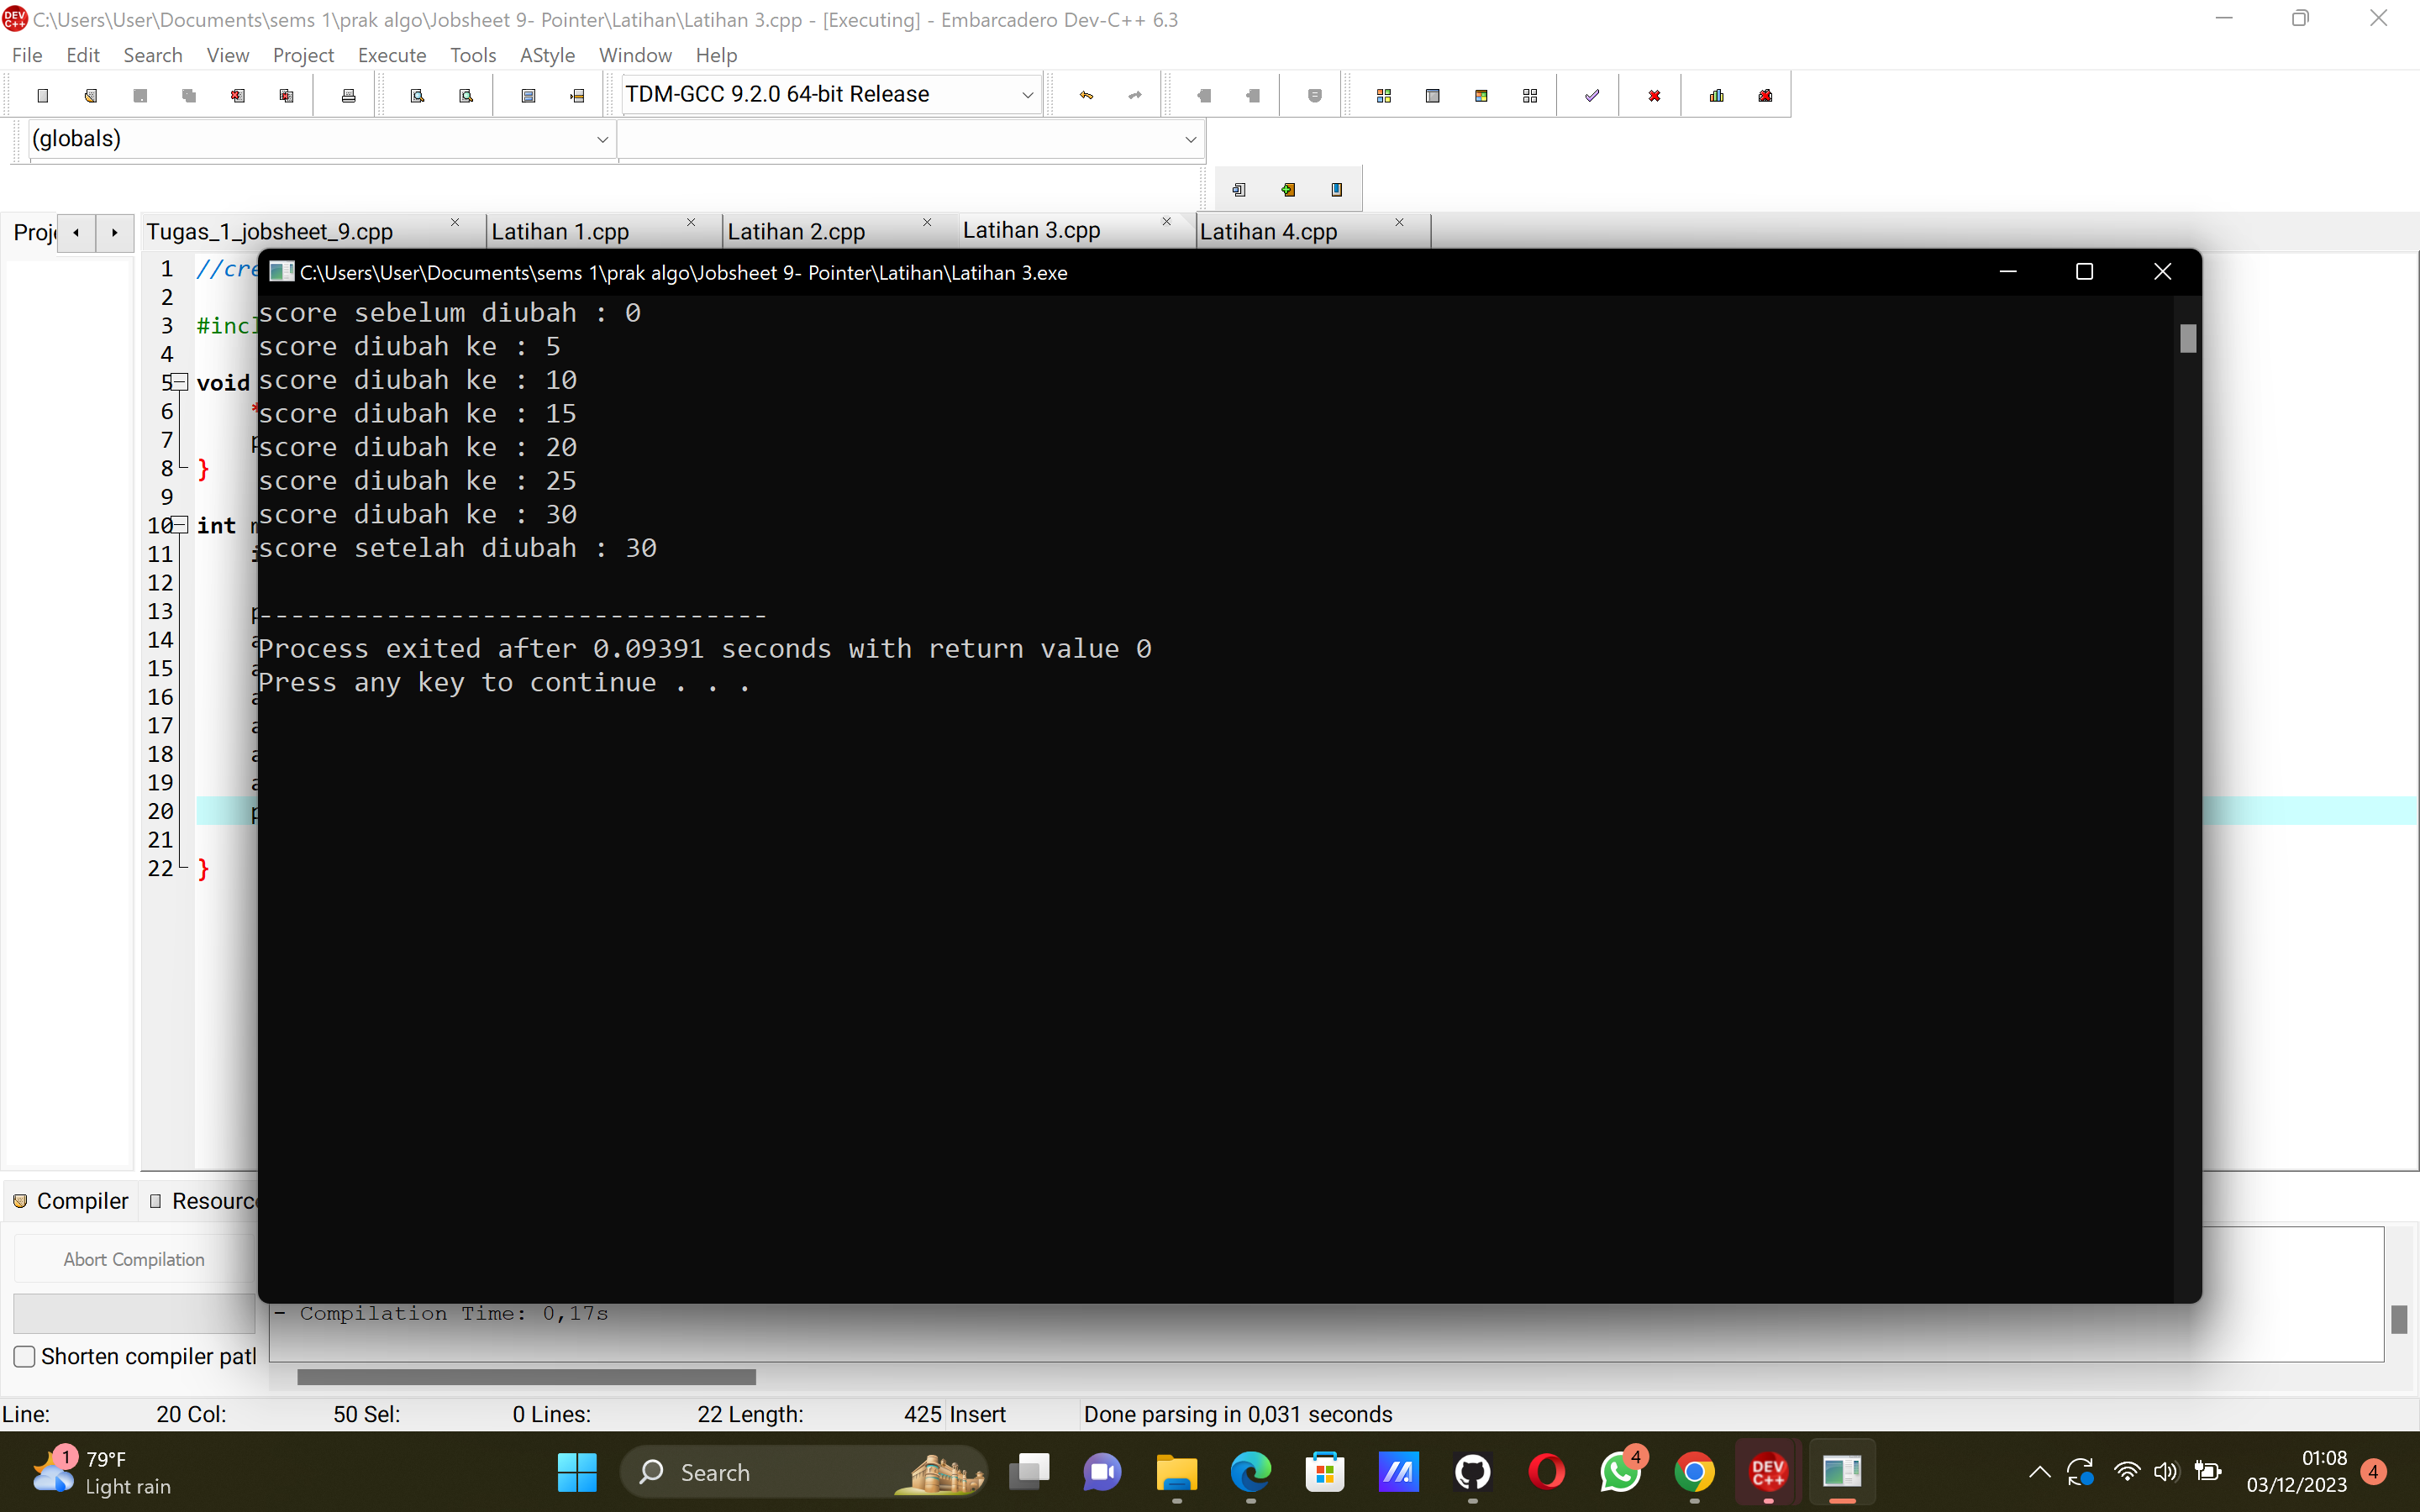 C:\Users\User\Documents\sems 1\prak algo\Jobsheet 9- Pointer\Latihan\Latihan 3.cpp - [Executing] - Embarcadero Dev-C++ 6.3
File Edit Search View Project Execute Tools AStyle Window Help
TDM-GCC 9.2.0 64-bit Release
(globals)
Tugas_1_jobsheet_9.cpp Latihan 1.cpp Latihan 2.cpp Latihan 3.cpp Latihan 4.cpp
C:\Users\User\Documents\sems 1\prak algo\Jobsheet 9- Pointer\Latihan\Latihan 3.exe
1 //cre
2
3 #incl
4
5 void
6 *
7 p
8 }
9
10 int m
11 i
12
13 p
14 a
15 a
16 a
17 a
18 a
19 a
20 p
21
22 }
score sebelum diubah : 0
score diubah ke : 5
score diubah ke : 10
score diubah ke : 15
score diubah ke : 20
score diubah ke : 25
score diubah ke : 30
score setelah diubah : 30
--------------------------------
Process exited after 0.09391 seconds with return value 0
Press any key to continue . . .
Compiler Resourc
Abort Compilation
- Compilation Time: 0,17s
Shorten compiler pat
Line: 20 Col: 50 Sel: 0 Lines: 22 Length: 425 Insert Done parsing in 0,031 seconds
1 79°F
Light rain
Search
4
DEV
C++
01:08
03/12/2023
4